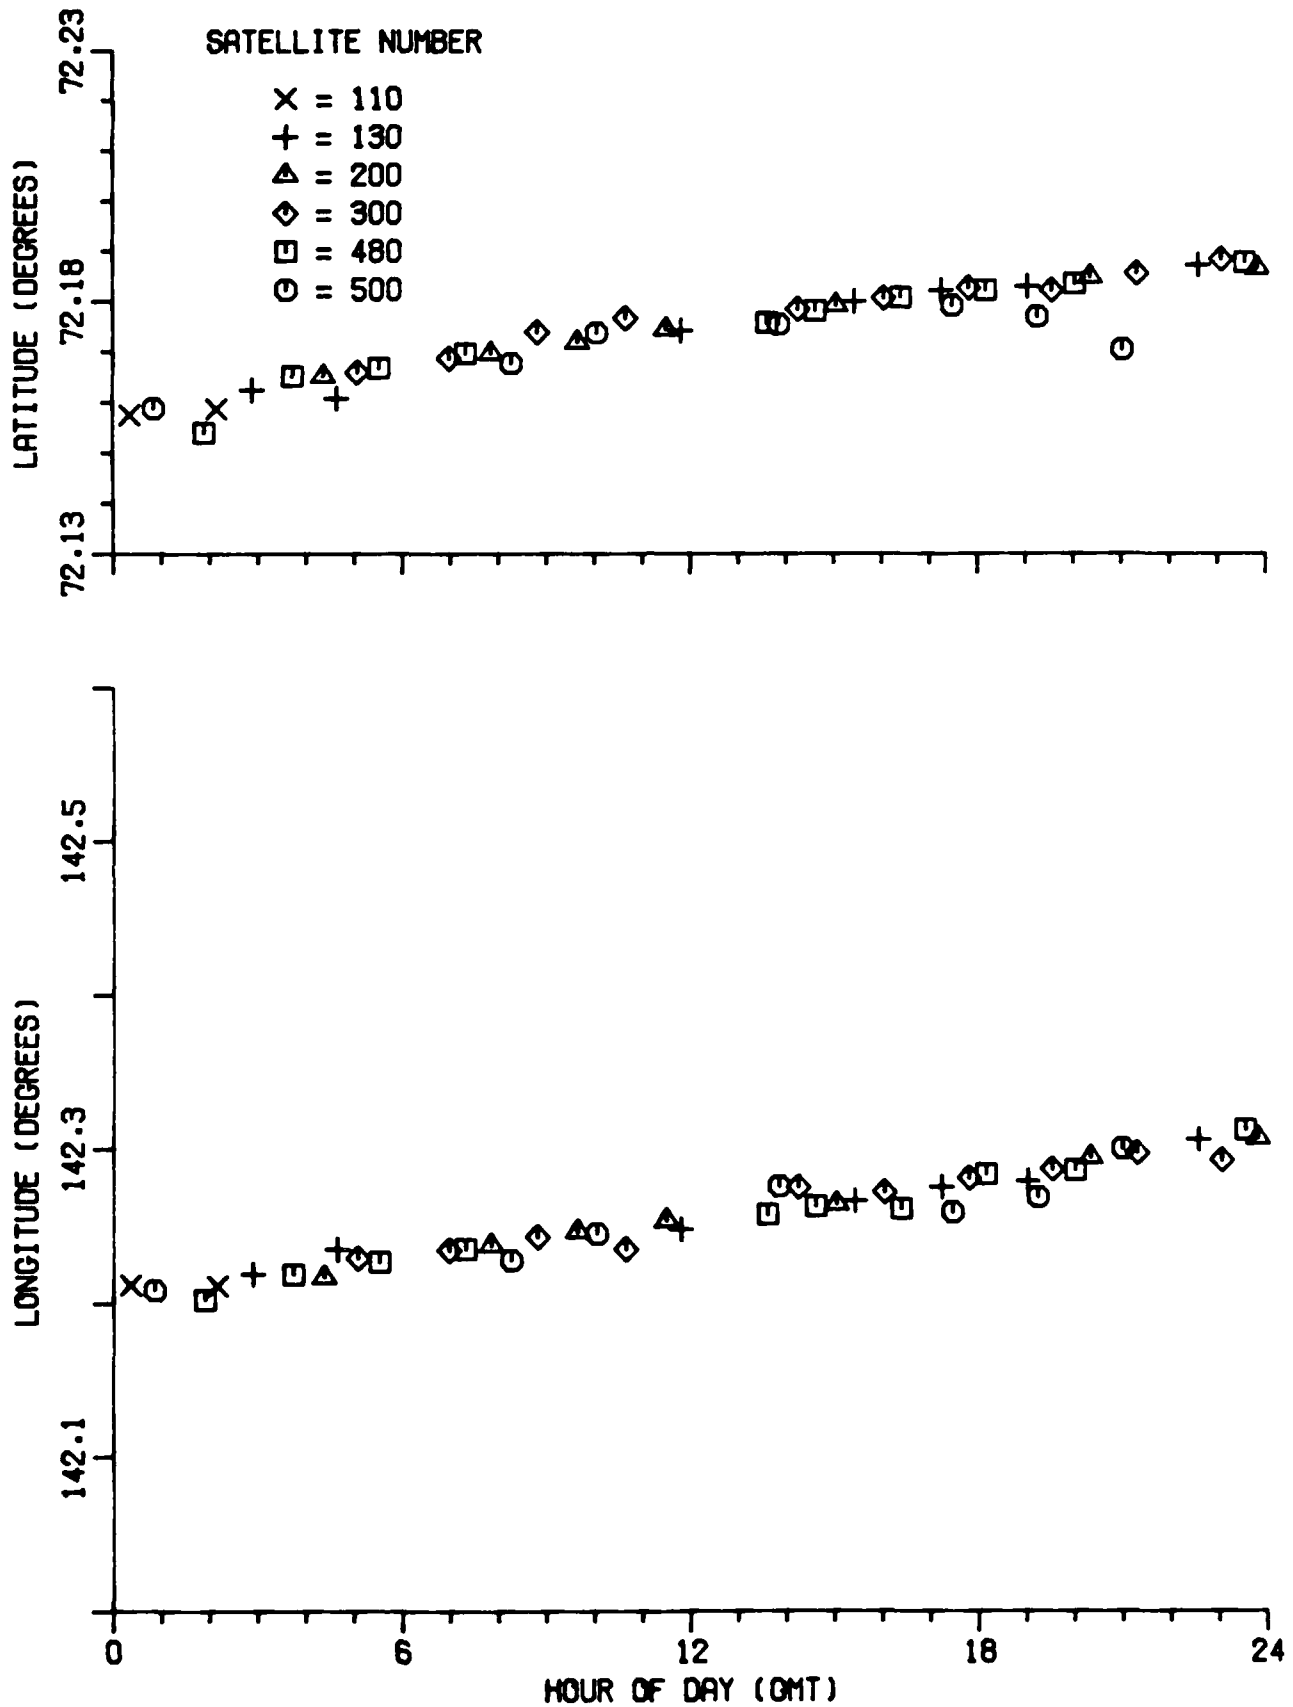 SATELLITE NUMBER
× = 110
+ = 130
△ = 200
◇ = 300
□ = 480
○ = 500
LATITUDE (DEGREES)
72.23
72.18
72.13
LONGITUDE (DEGREES)
142.5
142.3
142.1
0 6 12 18 24
HOUR OF DAY (GMT)